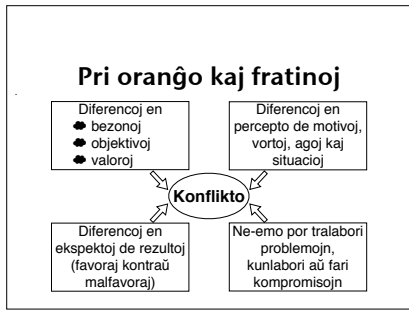 Pri oranĝo kaj fratinoj
Diferencoj en
bezonoj
objektivoj
valoroj
Diferencoj en
percepto de motivoj,
vortoj, agoj kaj
situacioj
Konflikto
Diferencoj en
ekspektoj de rezultoj
(favoraj kontraŭ
malfavoraj)
Ne-emo por tralabori
problemojn,
kunlabori aŭ fari
kompromisojn